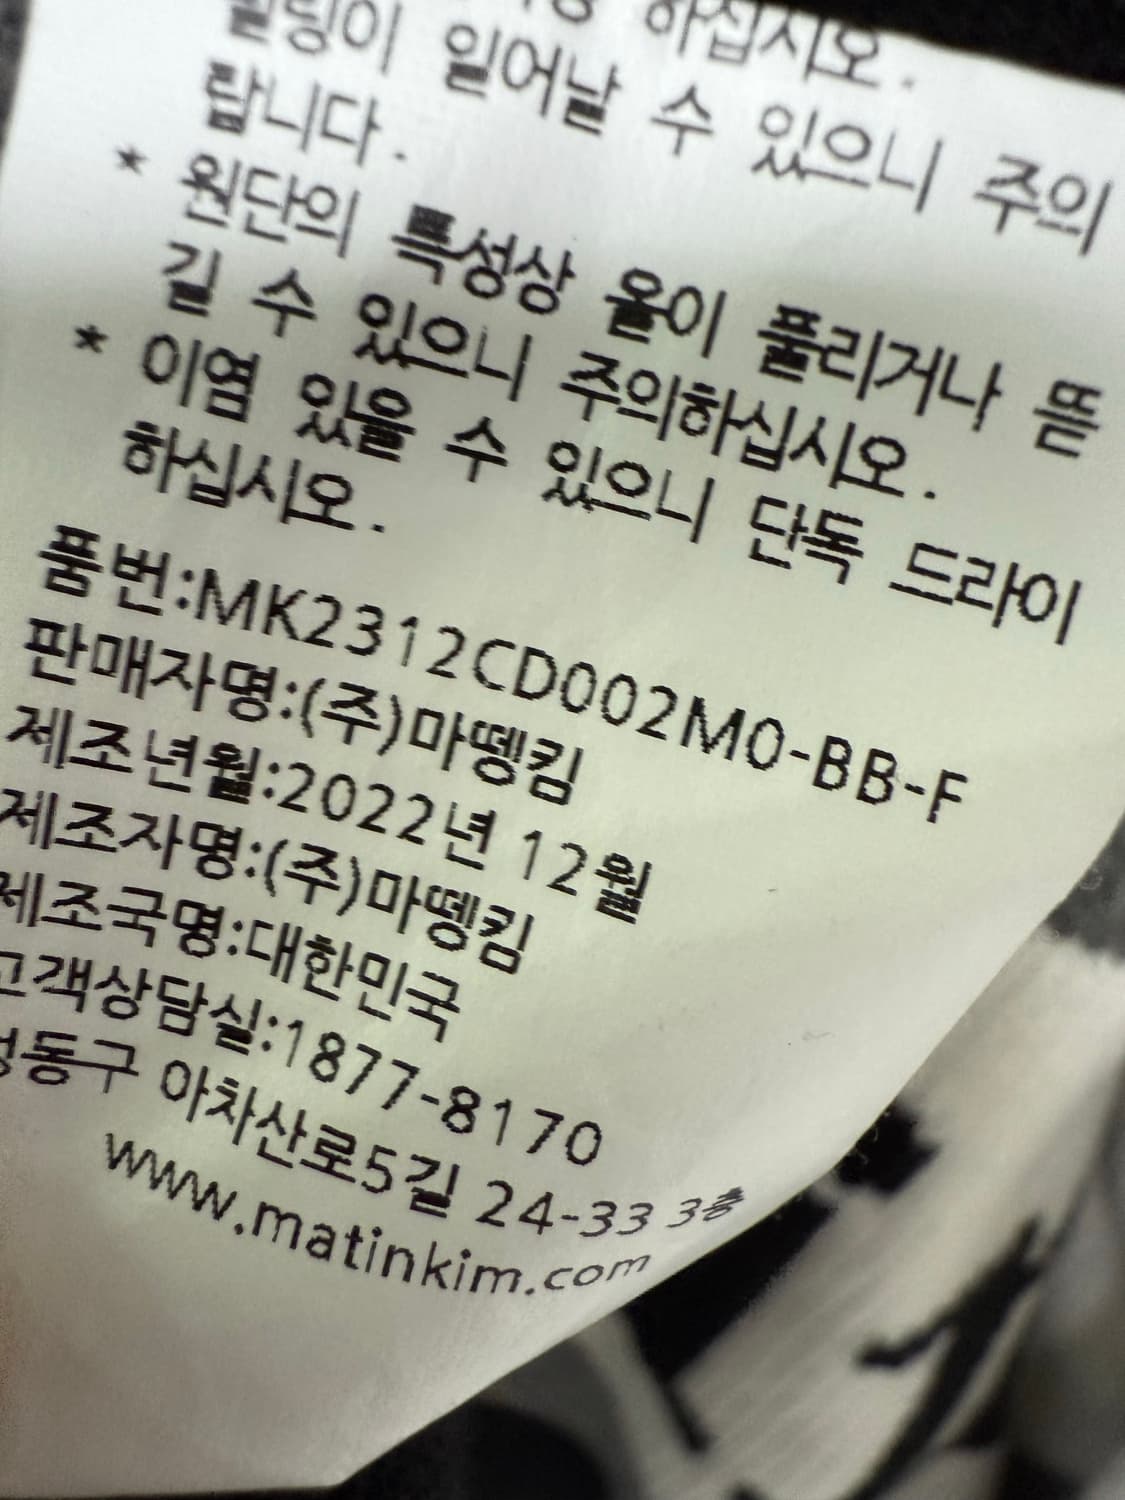 하십시오.
필링이 일어날 수 있으니 주의
랍니다.
* 원단의 특성상 올이 풀리거나 뜯
길 수 있으니 주의하십시오.
* 이염 있을 수 있으니 단독 드라이
하십시오.
품번:MK2312CD002M0-BB-F
판매자명:(주)마뗑킴
제조년월:2022년 12월
제조자명:(주)마뗑킴
제조국명:대한민국
고객상담실:1877-8170
성동구 아차산로5길 24-33 3층
www.matinkim.com